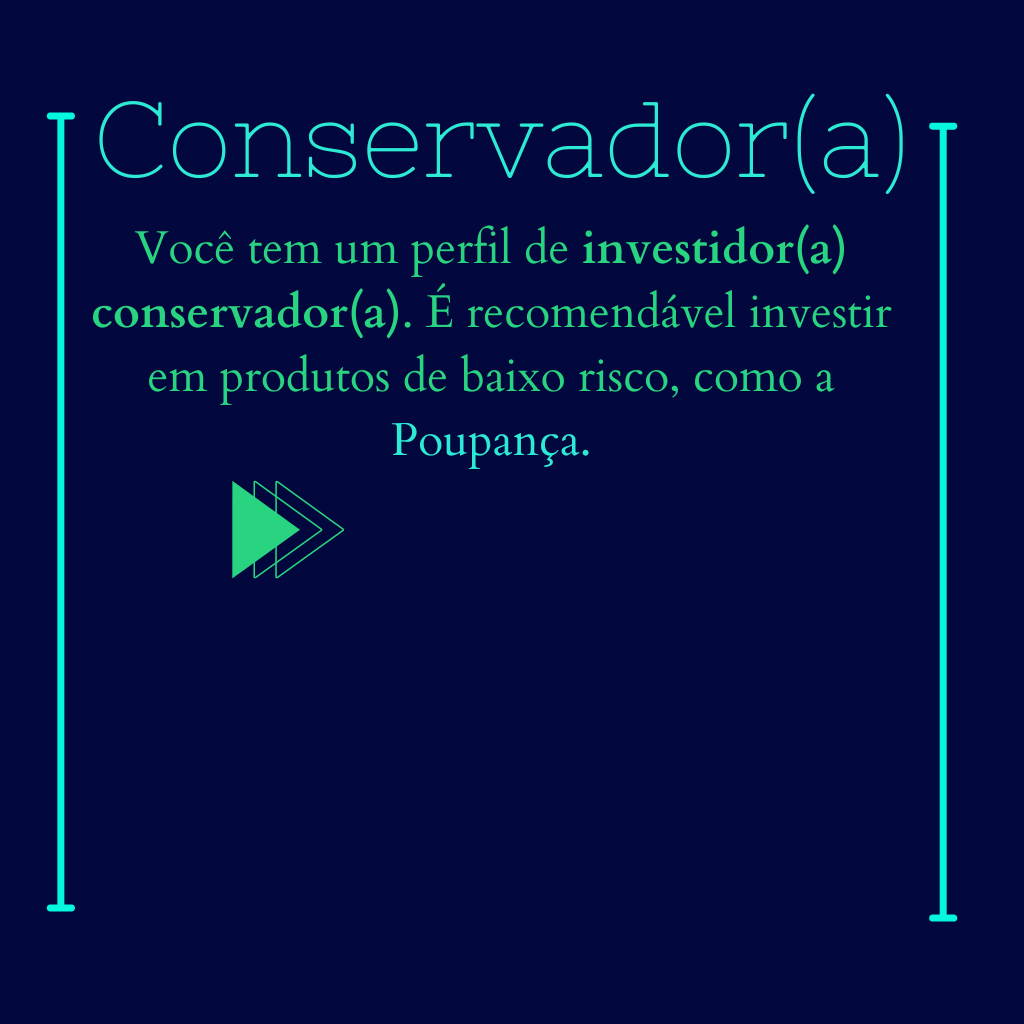 Conservador(a)
Você tem um perfil de investidor(a)
conservador(a). É recomendável investir
em produtos de baixo risco, como a
Poupança.